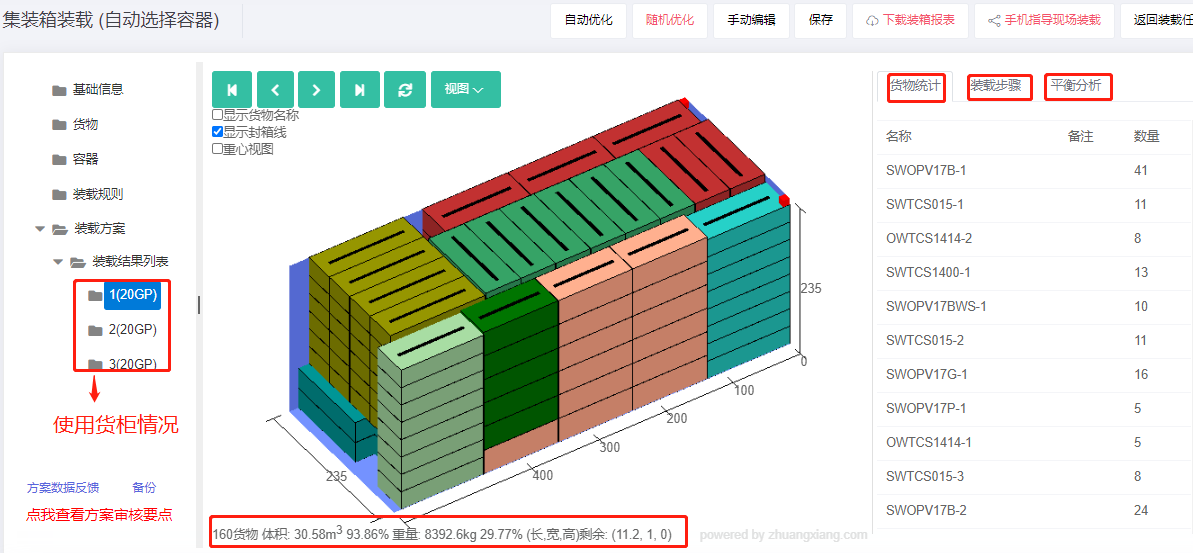 集装箱装载 (自动选择容器)
自动优化
随机优化
手动编辑
保存
下载装箱报表
手机指导现场装载
返回装载任
基础信息
货物
容器
装载规则
装载方案
装载结果列表
1(20GP)
2(20GP)
3(20GP)
使用货柜情况
方案数据反馈 备份
点我查看方案审核要点
视图
显示货物名称
显示封箱线
重心视图
235
0
100
200
300
400
235
160货物 体积: 30.58m³ 93.86% 重量: 8392.6kg 29.77% (长,宽,高)剩余: (11.2, 1, 0)
powered by zhuangxiang.com
货物统计 装载步骤 平衡分析
名称 备注 数量
SWOPV17B-1 41
SWTCS015-1 11
OWTCS1414-2 8
SWTCS1400-1 13
SWOPV17BWS-1 10
SWTCS015-2 11
SWOPV17G-1 16
SWOPV17P-1 5
OWTCS1414-1 5
SWTCS015-3 8
SWOPV17B-2 24